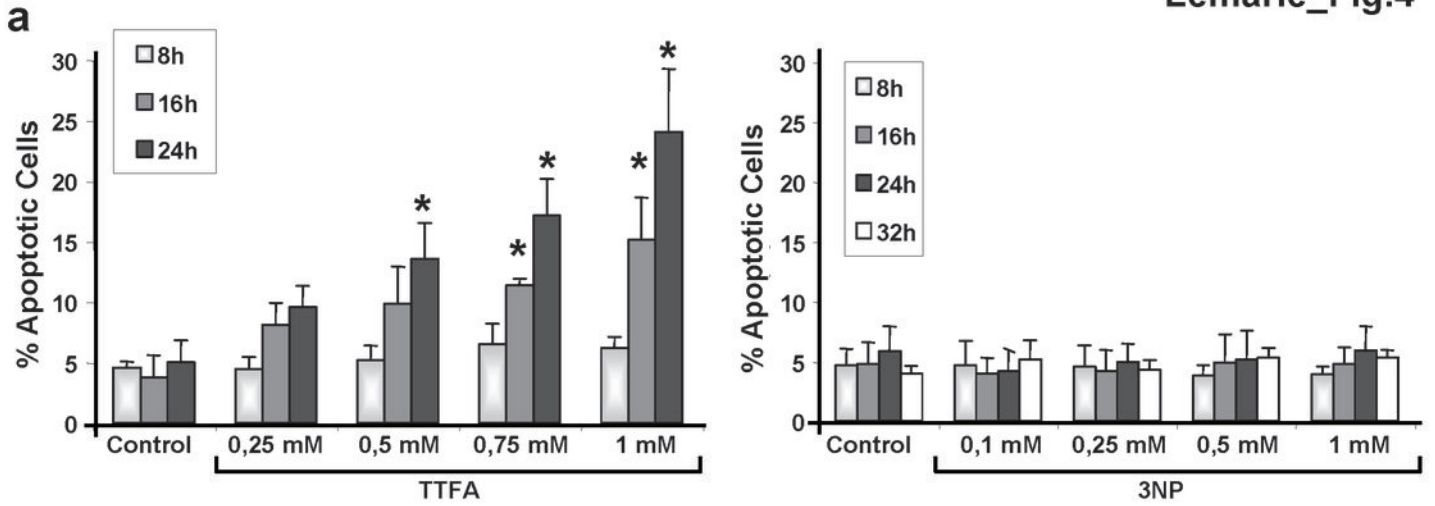 a
8h
16h
24h
% Apoptotic Cells
30
25
20
15
10
5
0
* * * * *
Control 0,25 mM 0,5 mM 0,75 mM 1 mM
TTFA
8h
16h
24h
32h
% Apoptotic Cells
30
25
20
15
10
5
0
Control 0,1 mM 0,25 mM 0,5 mM 1 mM
3NP